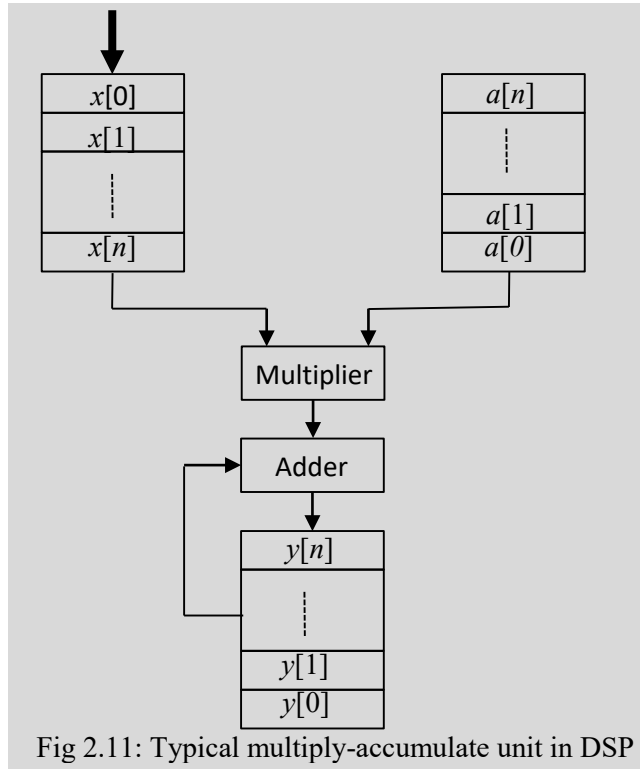 x[0]
x[1]
x[n]
a[n]
a[1]
a[0]
Multiplier
Adder
y[n]
y[1]
y[0]
Fig 2.11: Typical multiply-accumulate unit in DSP